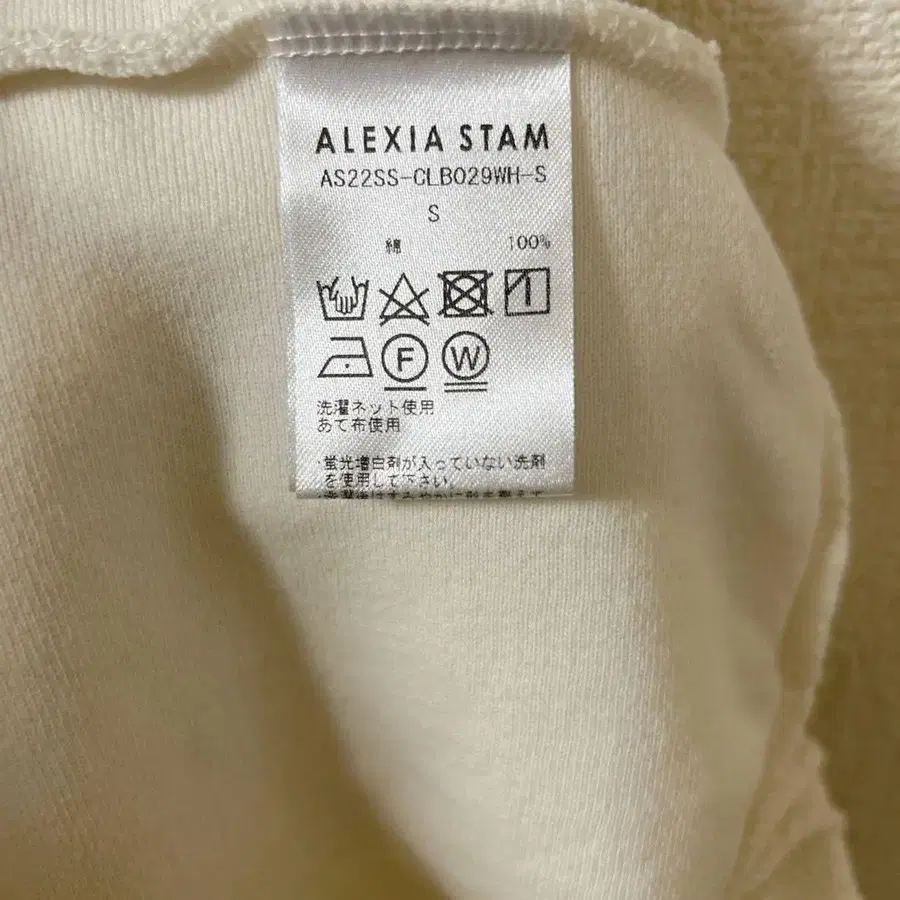 ALEXIA STAM
AS22SS-CLB029WH-S
S
綿 100%
F W
洗濯ネット使用
あて布使用
・蛍光増白剤が入っていない洗剤
を使用して下さい。